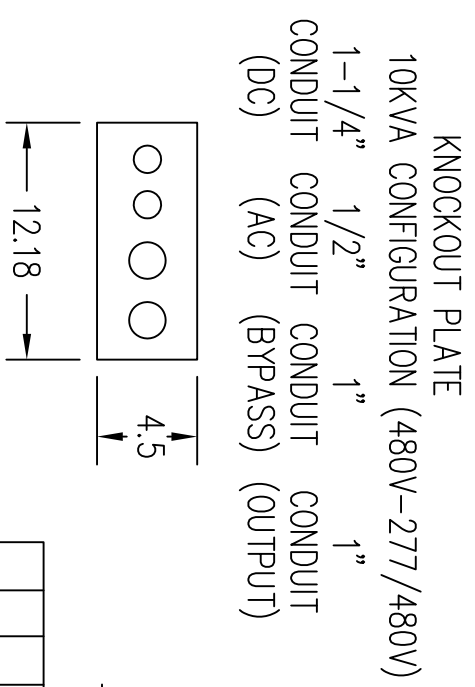 KNOCKOUT PLATE
10KVA CONFIGURATION (480V-277/480V)
1-1/4" 1/2" 1" 1"
CONDUIT CONDUIT CONDUIT CONDUIT
(DC) (AC) (BYPASS) (OUTPUT)
4.5
12.18